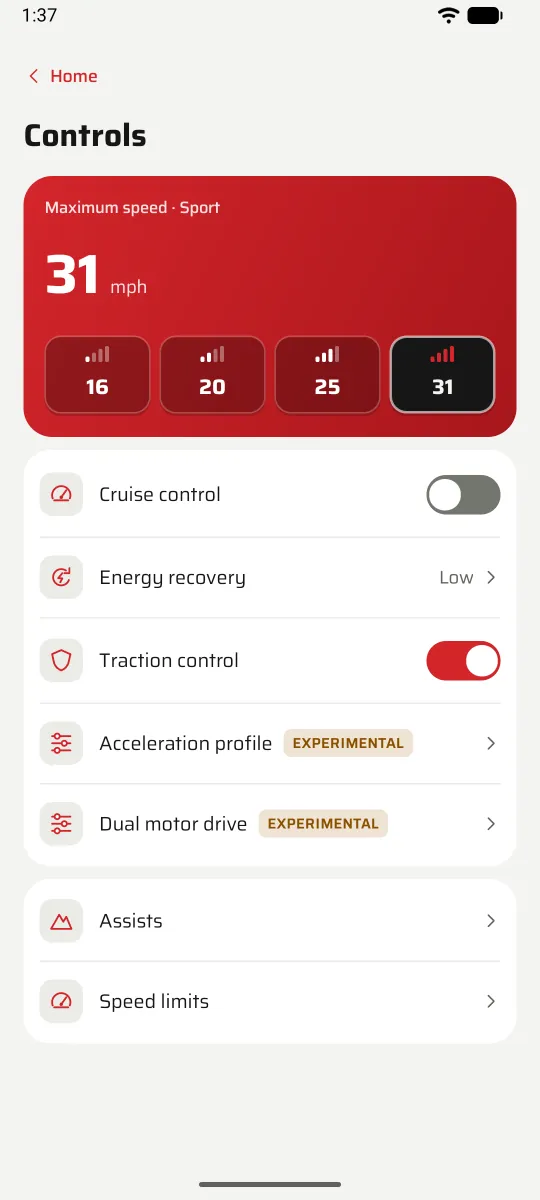 1:37
Home
Controls
Maximum speed · Sport
31 mph
16 20 25 31
Cruise control
Energy recovery Low
Traction control
Acceleration profile EXPERIMENTAL
Dual motor drive EXPERIMENTAL
Assists
Speed limits